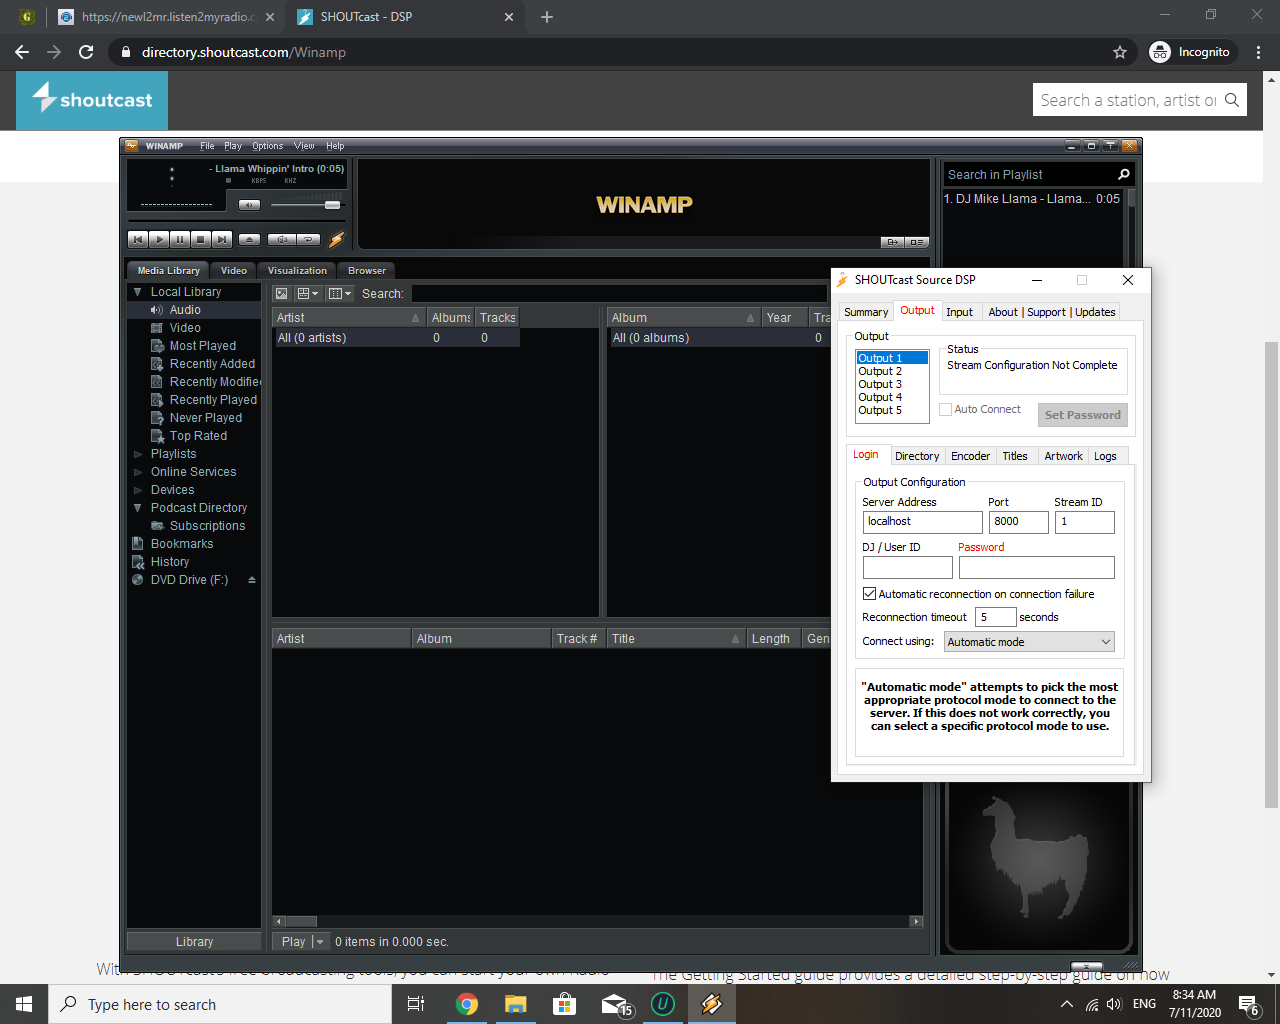 https://newl2mr.listen2myradio.c
SHOUTcast - DSP
directory.shoutcast.com/Winamp
Incognito
shoutcast
Search a station, artist or
WINAMP File Play Options View Help
- Llama Whippin' Intro (0:05)
KBPS KHZ
WINAMP
Search in Playlist
1. DJ Mike Llama - Llama... 0:05
Media Library Video Visualization Browser
Local Library
Audio
Video
Most Played
Recently Added
Recently Modifie
Recently Played
Never Played
Top Rated
Playlists
Online Services
Devices
Podcast Directory
Subscriptions
Bookmarks
History
DVD Drive (F:)
Library
Search:
Artist Albums Tracks
All (0 artists) 0 0
Album Year Tra
All (0 albums) 0
Artist Album Track # Title Length Gen
Play 0 items in 0.000 sec.
SHOUTcast Source DSP
Summary Output Input About | Support | Updates
Output
Output 1
Output 2
Output 3
Output 4
Output 5
Status
Stream Configuration Not Complete
Auto Connect Set Password
Login Directory Encoder Titles Artwork Logs
Output Configuration
Server Address Port Stream ID
localhost 8000 1
DJ / User ID Password
Automatic reconnection on connection failure
Reconnection timeout 5 seconds
Connect using: Automatic mode
"Automatic mode" attempts to pick the most
appropriate protocol mode to connect to the
server. If this does not work correctly, you
can select a specific protocol mode to use.
With SHOUTcast's free broadcasting tools, you can start your own Radio
The Getting Started guide provides a detailed step-by-step guide on how
Type here to search
15
ENG
8:34 AM
7/11/2020
6